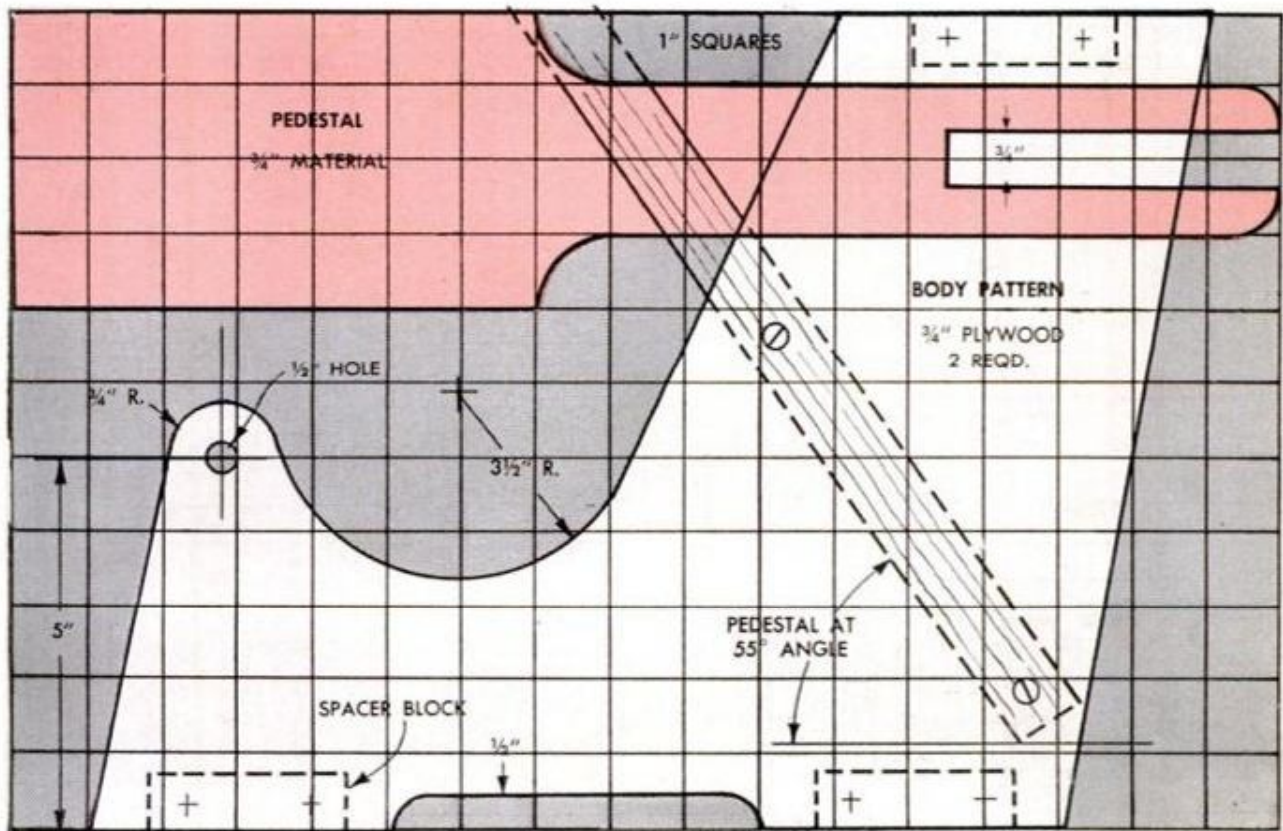 1" SQUARES
PEDESTAL
¾" MATERIAL
¾"
BODY PATTERN
¾" PLYWOOD
2 REQD.
½" HOLE
¾" R.
3½" R.
5"
PEDESTAL AT
55° ANGLE
SPACER BLOCK
½"